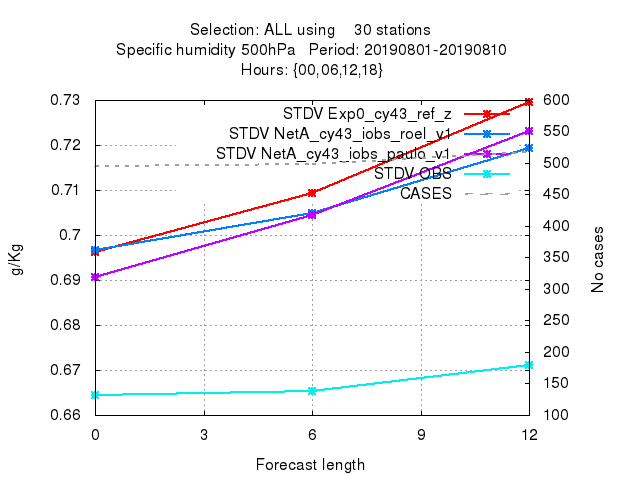 Selection: ALL using 30 stations
Specific humidity 500hPa Period: 20190801-20190810
Hours: {00,06,12,18}
STDV Exp0_cy43_ref_z
STDV NetA_cy43_iobs_roel_v1
STDV NetA_cy43_iobs_paulo_v1
STDV OBS
CASES
0.73
0.72
0.71
0.7
0.69
0.68
0.67
0.66
g/Kg
600
550
500
450
400
350
300
250
200
150
100
No cases
0 3 6 9 12
Forecast length